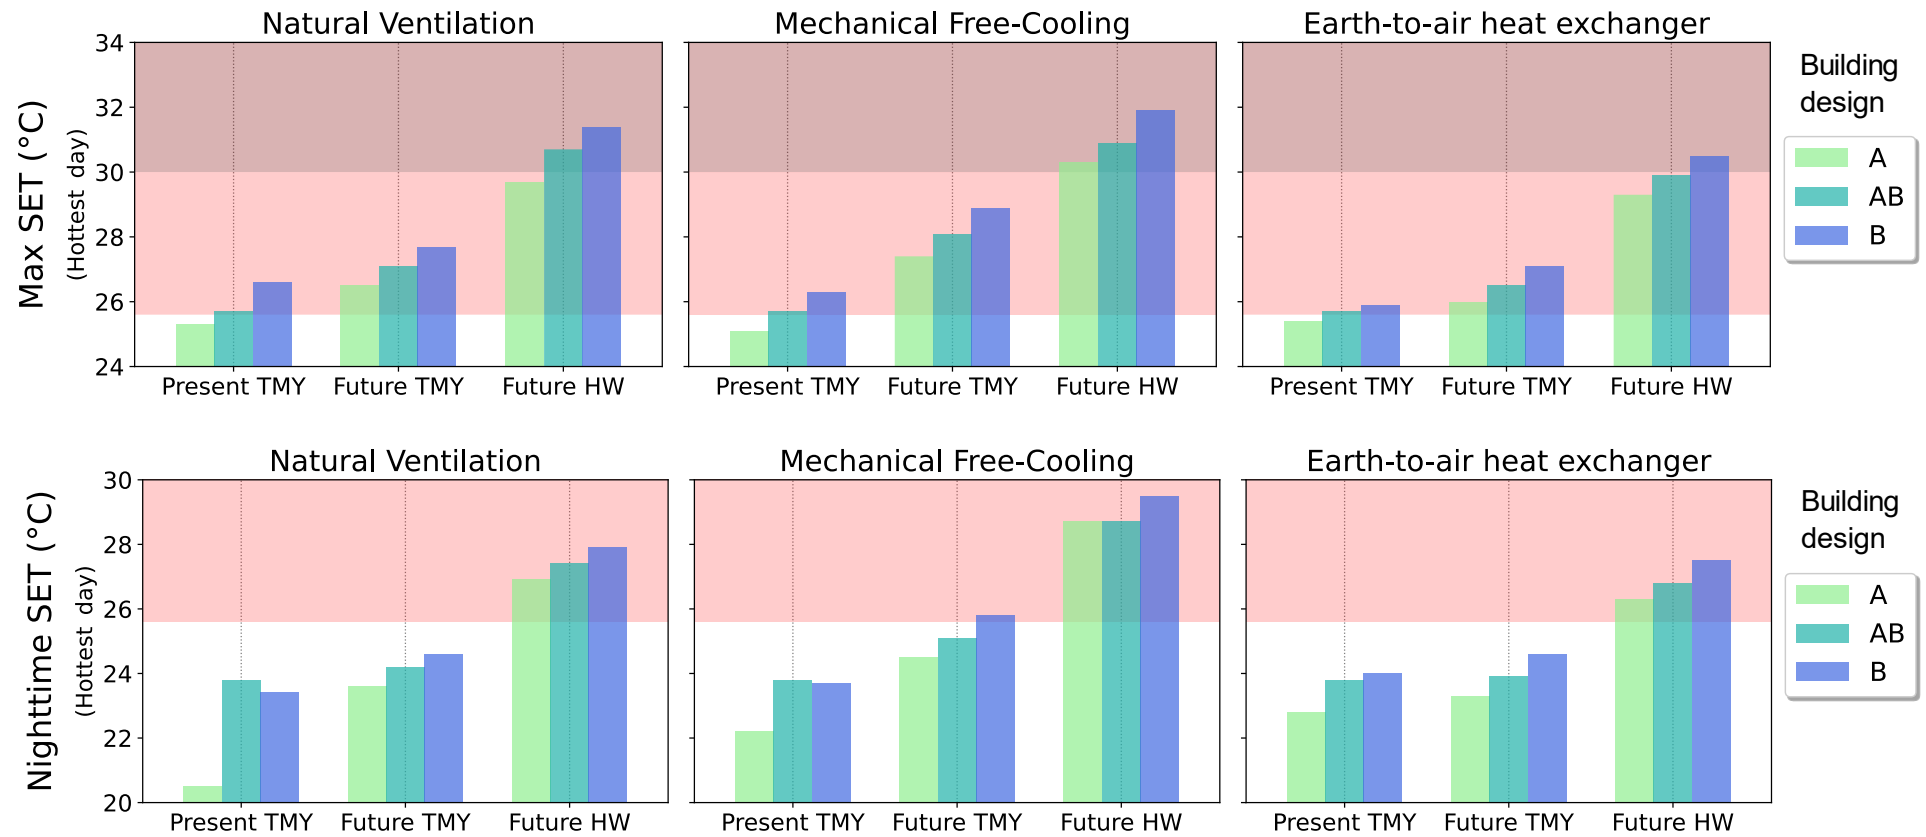 Natural Ventilation
Mechanical Free-Cooling
Earth-to-air heat exchanger
Max SET (°C)
(Hottest day)
34
32
30
28
26
24
Present TMY
Future TMY
Future HW
Present TMY
Future TMY
Future HW
Present TMY
Future TMY
Future HW
Building
design
A
AB
B
Natural Ventilation
Mechanical Free-Cooling
Earth-to-air heat exchanger
Nighttime SET (°C)
(Hottest day)
30
28
26
24
22
20
Present TMY
Future TMY
Future HW
Present TMY
Future TMY
Future HW
Present TMY
Future TMY
Future HW
Building
design
A
AB
B